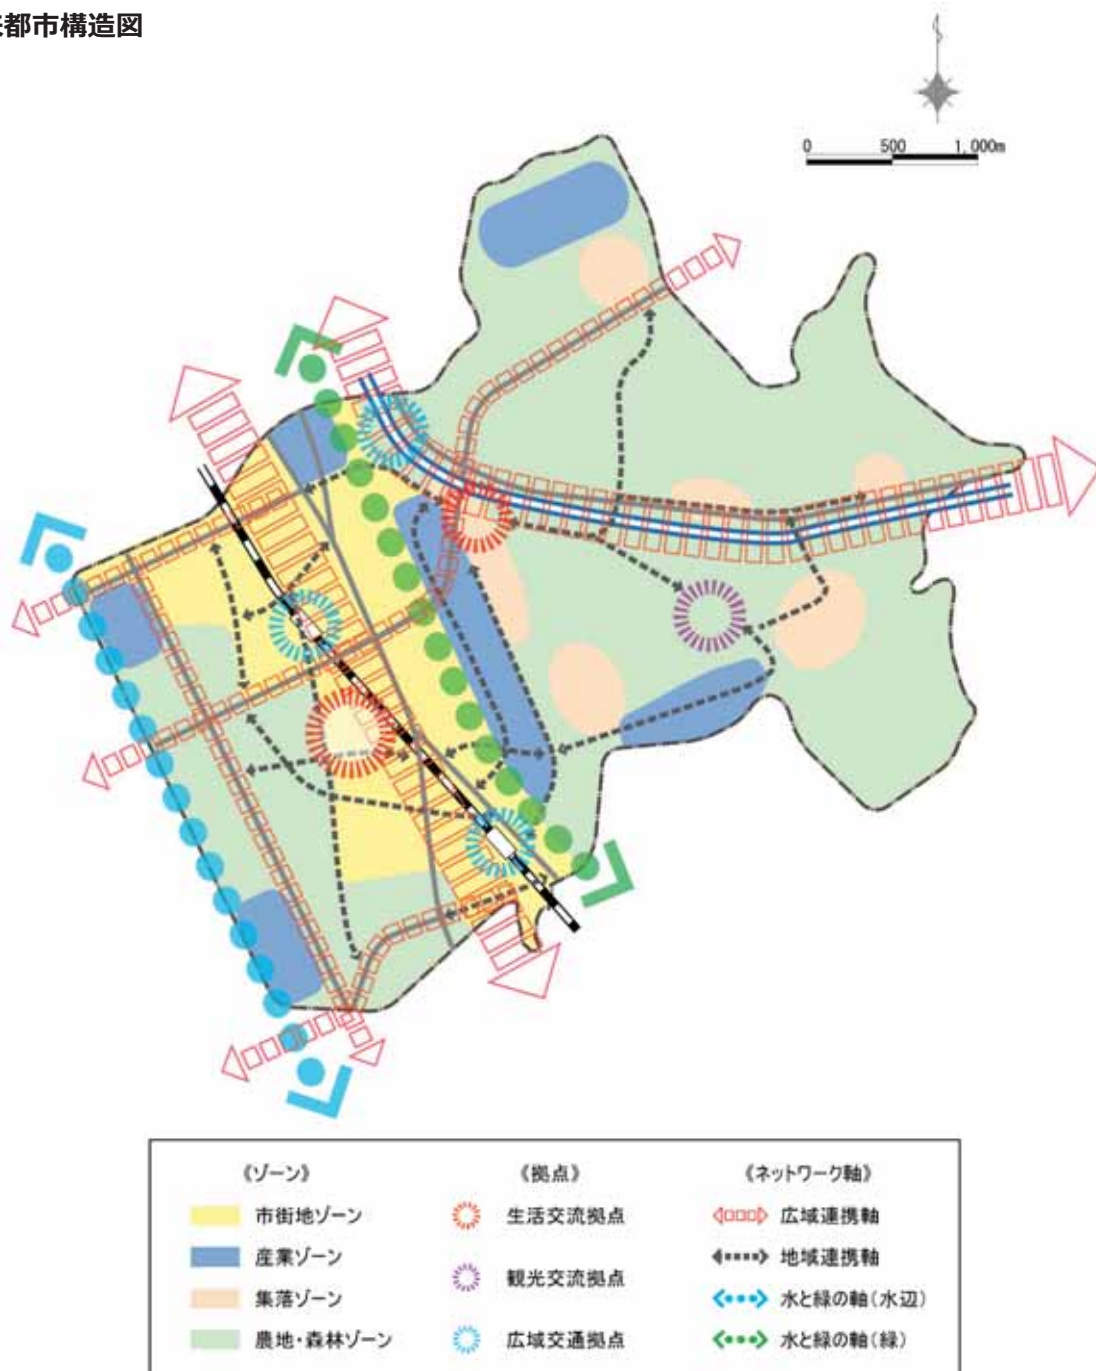 都市構造図
0 500 1,000m
《ゾーン》
市街地ゾーン
産業ゾーン
集落ゾーン
農地・森林ゾーン
《拠点》
生活交流拠点
観光交流拠点
広域交通拠点
《ネットワーク軸》
広域連携軸
地域連携軸
水と緑の軸(水辺)
水と緑の軸(緑)